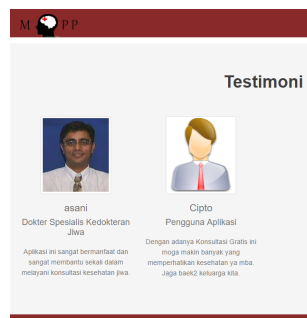 M PP
Testimoni
asani
Dokter Spesialis Kedokteran
Jiwa
Aplikasi ini sangat bermanfaat dan
sangat membantu sekali dalam
melayani konsultasi kesehatan jiwa.
Cipto
Pengguna Aplikasi
Dengan adanya Konsultasi Gratis ini
moga makin banyak yang
memperhatikan kesehatan ya mba.
Jaga baek2 keluarga kita.